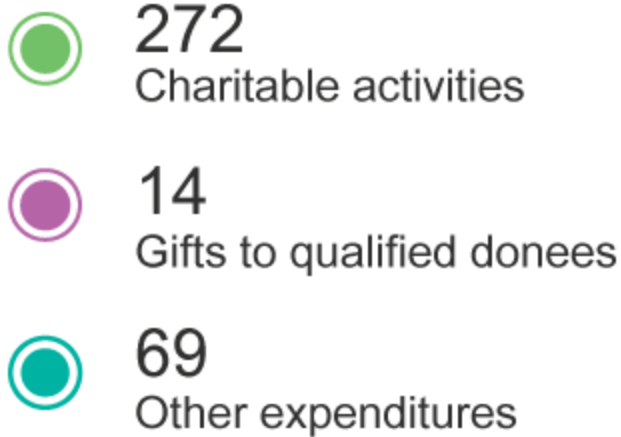 272
Charitable activities
14
Gifts to qualified donees
69
Other expenditures